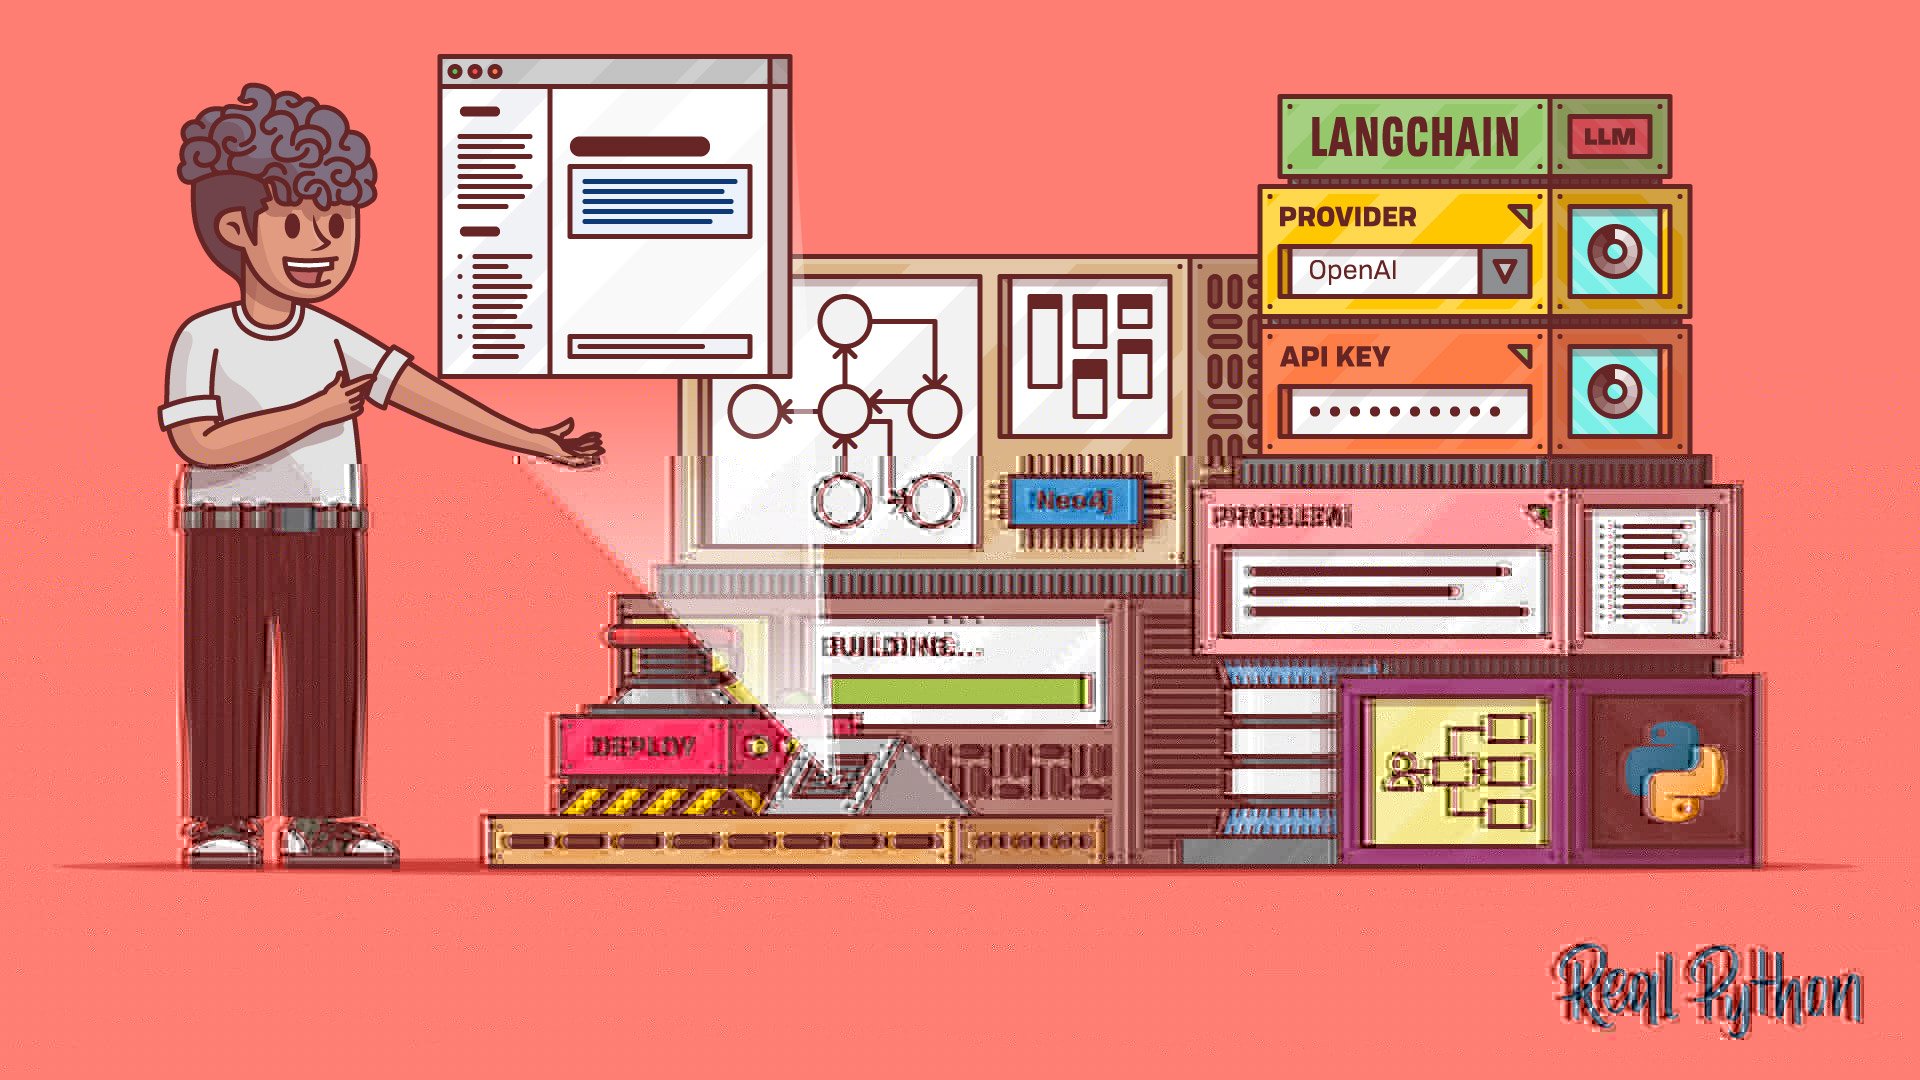 LANGCHAIN
LLM
PROVIDER
OpenAI
API KEY
Neo4j
PROBLEM
BUILDING...
DEPLOY
Real Python